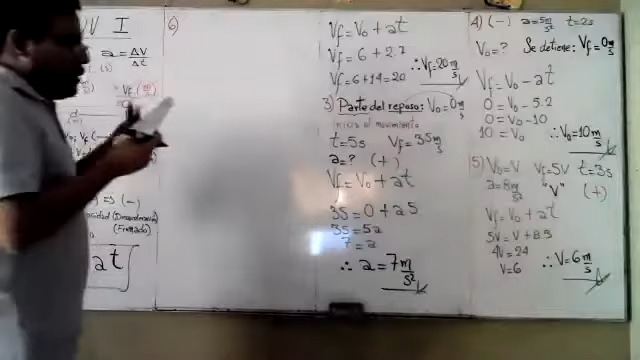 V I
a = ΔV
Δt
(Frenado)
at
6)
Vf = Vo + at
Vf = 6 + 2.7
Vf = 6 + 14 = 20
∴ Vf = 20 m/s
3) Parte del reposo: Vo = 0 m/s
inicia el movimiento
t = 5s Vf = 35 m/s
a = ? (+)
Vf = Vo + at
35 = 0 + a5
35 = 5a
7 = a
∴ a = 7 m/s²
4) (-) a = 5 m/s² t = 2s
Vo = ? Se detiene: Vf = 0 m/s
Vf = Vo - at
0 = Vo - 5.2
0 = Vo - 10
10 = Vo ∴ Vo = 10 m/s
5) Vo = V Vf = 5V t = 3s
a = 8 m/s² "V" (+)
Vf = Vo + at
5V = V + 8.3
4V = 24
V = 6 ∴ V = 6 m/s